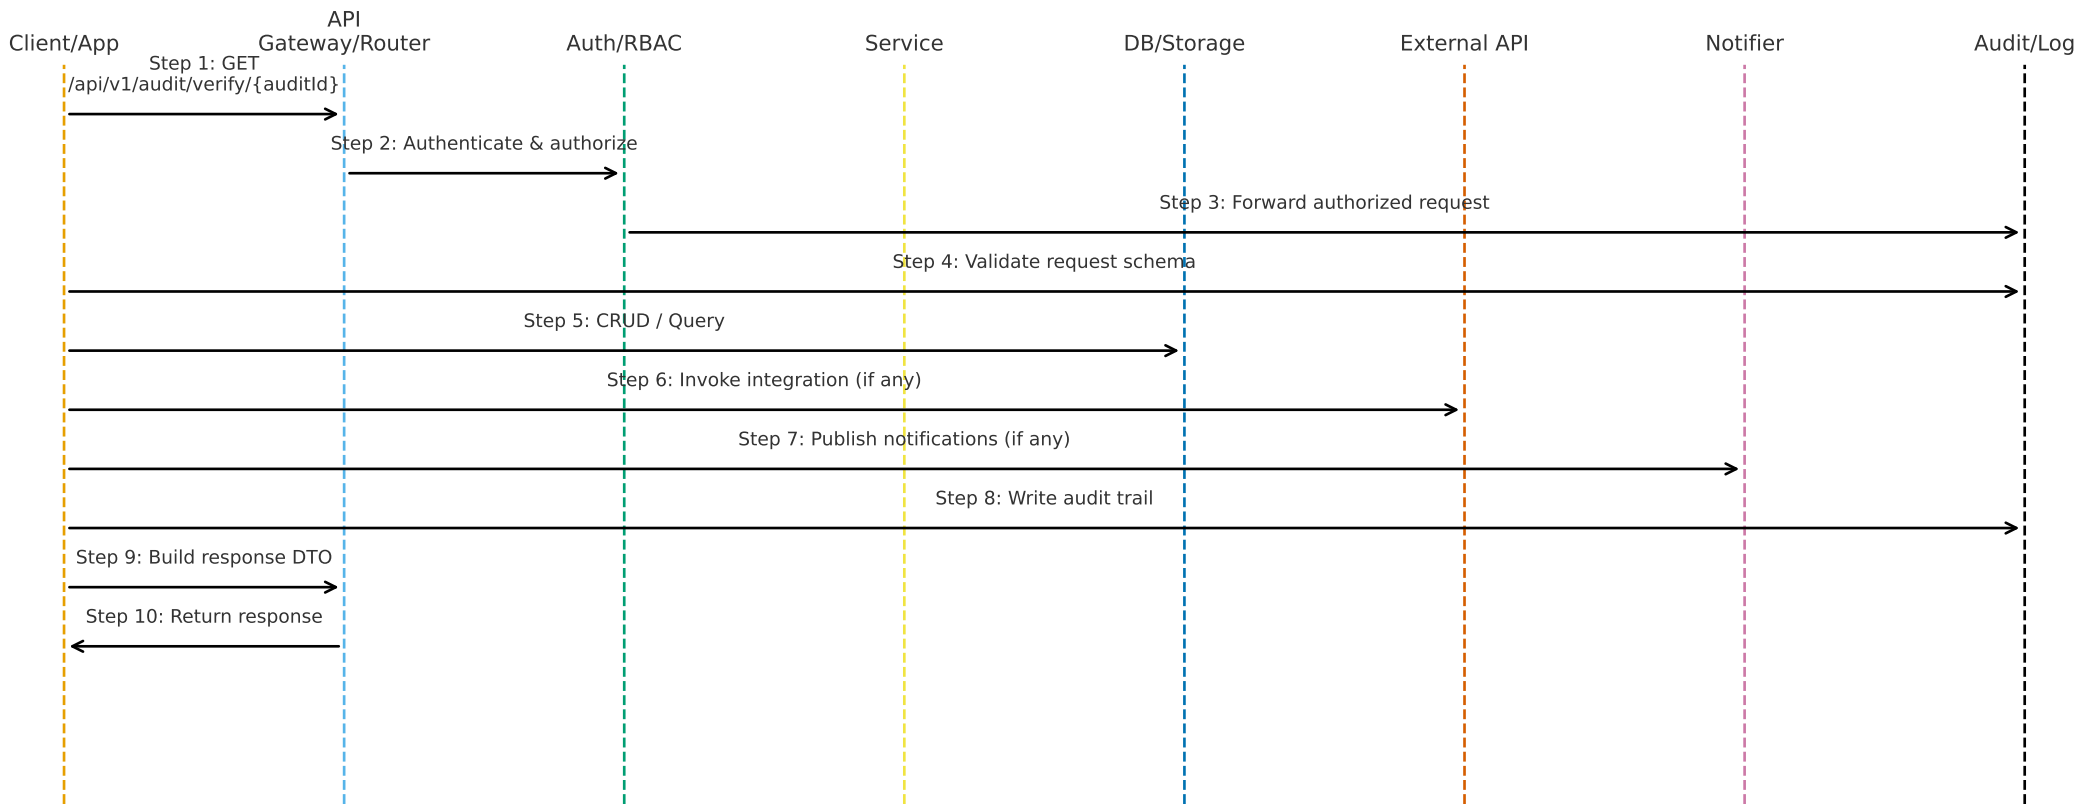 API
Client/App
Gateway/Router
Auth/RBAC
Service
DB/Storage
External API
Notifier
Audit/Log
Step 1: GET
/api/v1/audit/verify/{auditId}
Step 2: Authenticate & authorize
Step 3: Forward authorized request
Step 4: Validate request schema
Step 5: CRUD / Query
Step 6: Invoke integration (if any)
Step 7: Publish notifications (if any)
Step 8: Write audit trail
Step 9: Build response DTO
Step 10: Return response